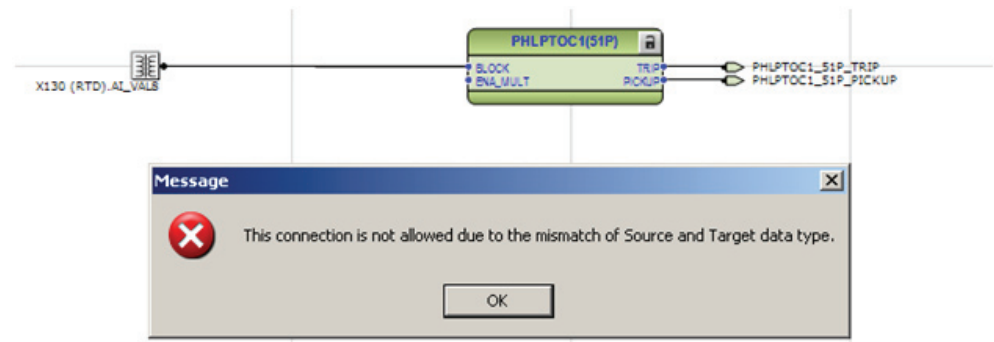 PHLPTOC1(51P)
BLOCK TRIP PHLPTOC1_51P_TRIP
X130 (RTD).AI_VAL8 ENA_MULT PICKUP PHLPTOC1_51P_PICKUP
Message
This connection is not allowed due to the mismatch of Source and Target data type.
OK